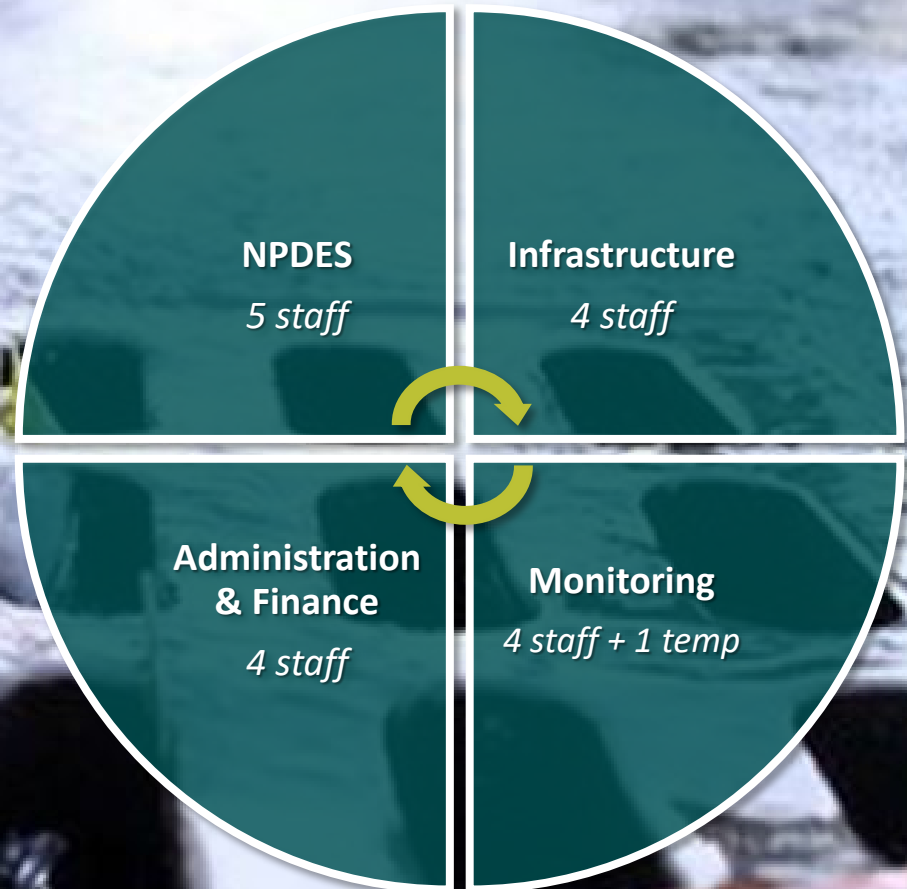 NPDES
5 staff
Infrastructure
4 staff
Administration
& Finance
4 staff
Monitoring
4 staff + 1 temp